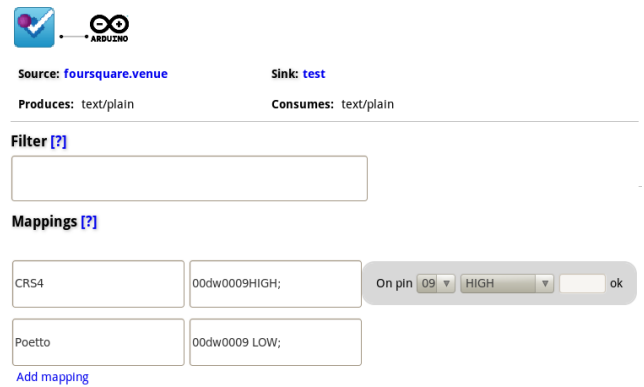 ARDUINO
Source: foursquare.venue Sink: test
Produces: text/plain Consumes: text/plain
Filter [?]
Mappings [?]
CRS4 00dw0009HIGH; On pin 09 HIGH ok
Poetto 00dw0009 LOW;
Add mapping